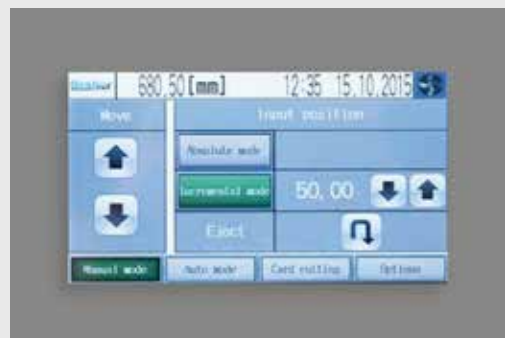 680,50[mm] 12:35 15.10.2015
Move Input position
Absolute mode
Incremental mode 50,00
Eject
Manual mode Auto mode Card cutting Options